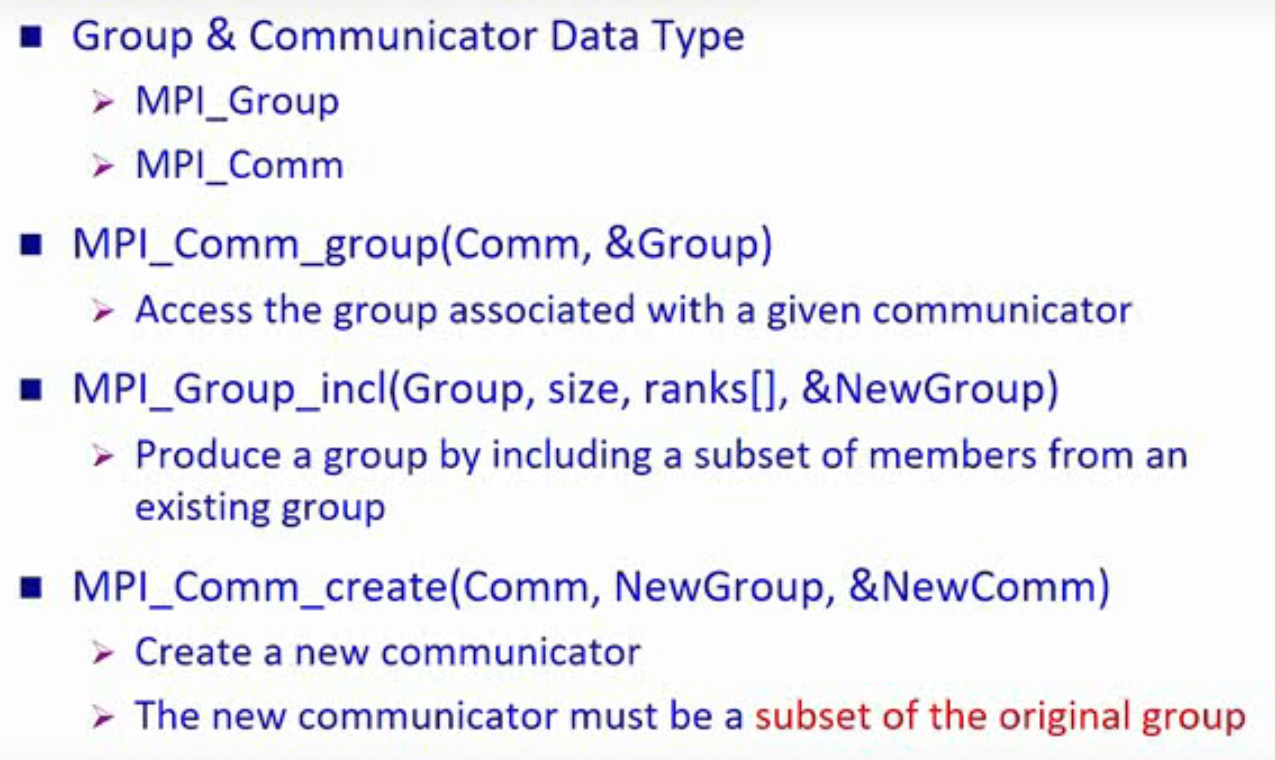 Group & Communicator Data Type
MPI_Group
MPI_Comm
MPI_Comm_group(Comm, &Group)
Access the group associated with a given communicator
MPI_Group_incl(Group, size, ranks[], &NewGroup)
Produce a group by including a subset of members from an
existing group
MPI_Comm_create(Comm, NewGroup, &NewComm)
Create a new communicator
The new communicator must be a subset of the original group